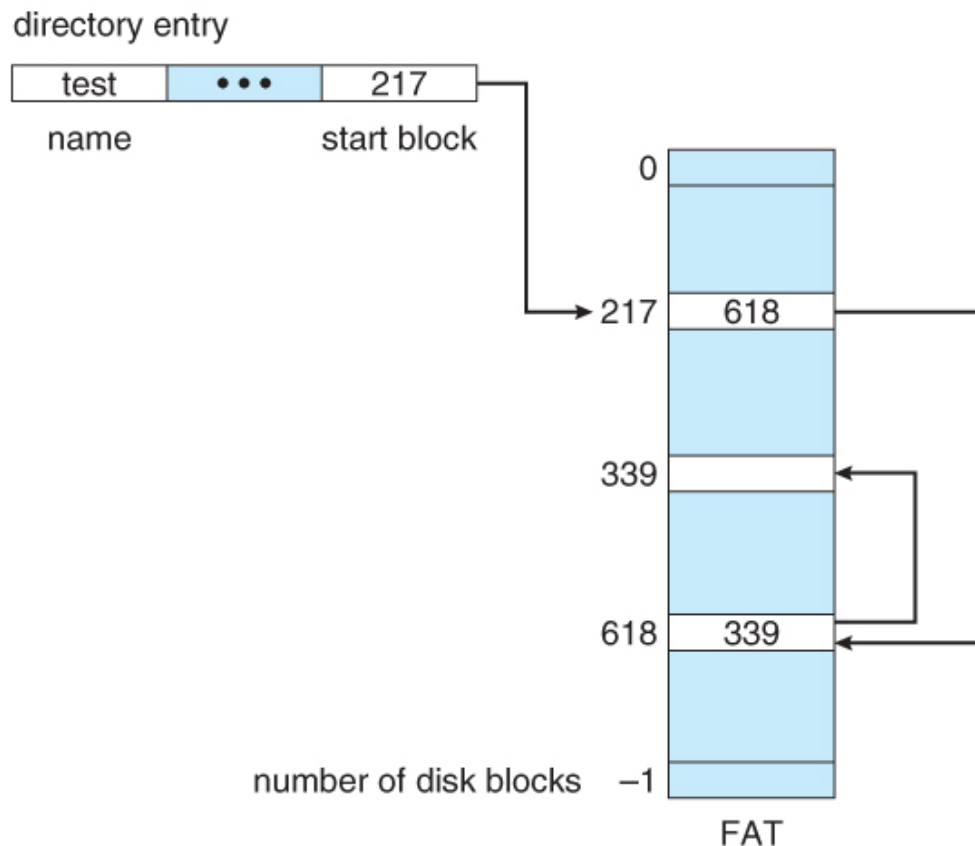 directory entry
test ••• 217
name start block
0
217 618
339
618 339
number of disk blocks –1
FAT